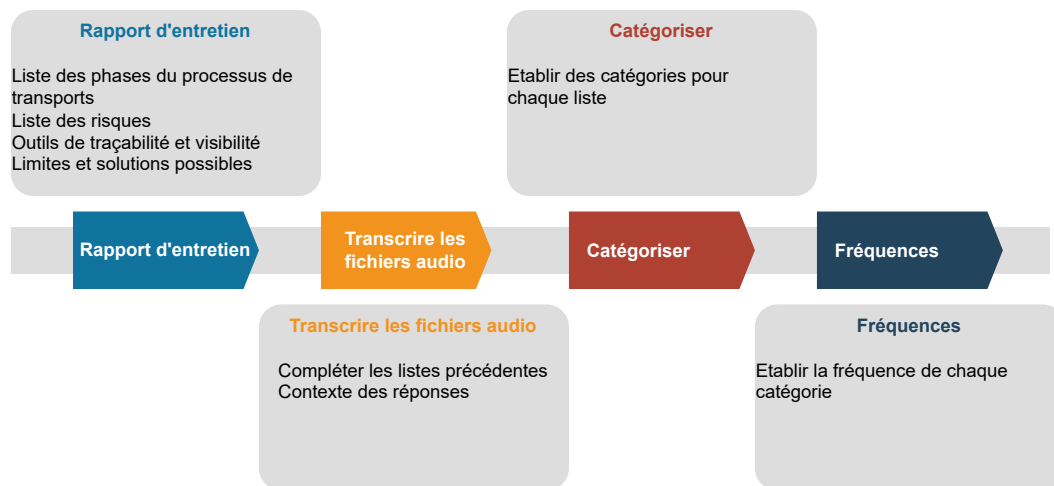 Rapport d'entretien
Liste des phases du processus de
transports
Liste des risques
Outils de traçabilité et visibilité
Limites et solutions possibles
Catégoriser
Etablir des catégories pour
chaque liste
Rapport d'entretien
Transcrire les
fichiers audio
Catégoriser
Fréquences
Transcrire les fichiers audio
Compléter les listes précédentes
Contexte des réponses
Fréquences
Etablir la fréquence de chaque
catégorie